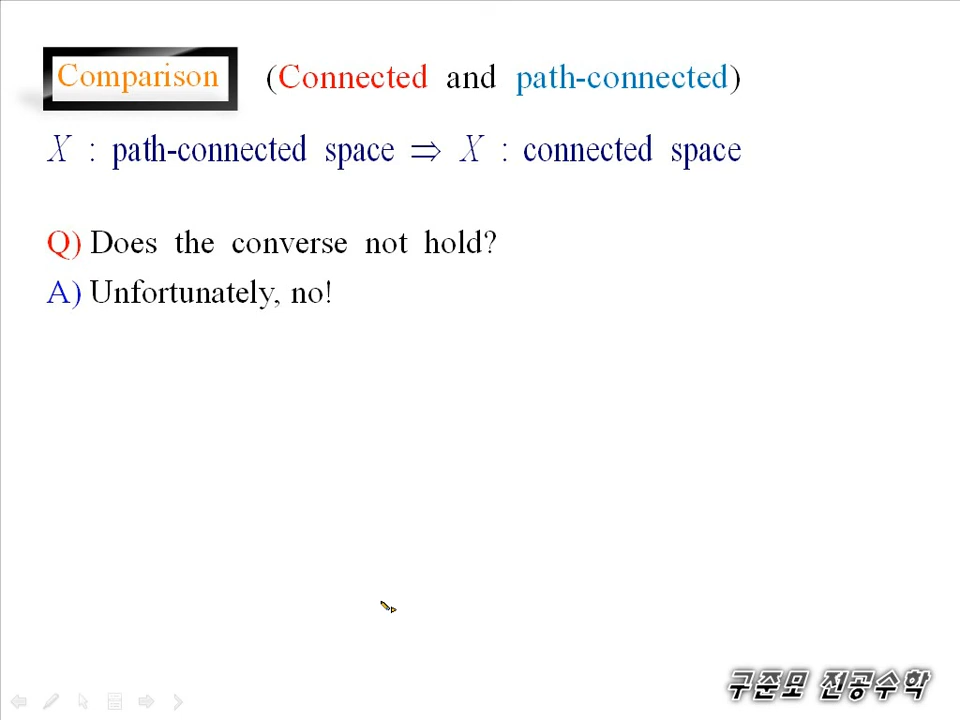 Comparison (Connected and path-connected)
X : path-connected space ⇒ X : connected space
Q) Does the converse not hold?
A) Unfortunately, no!
구준모 전공수학